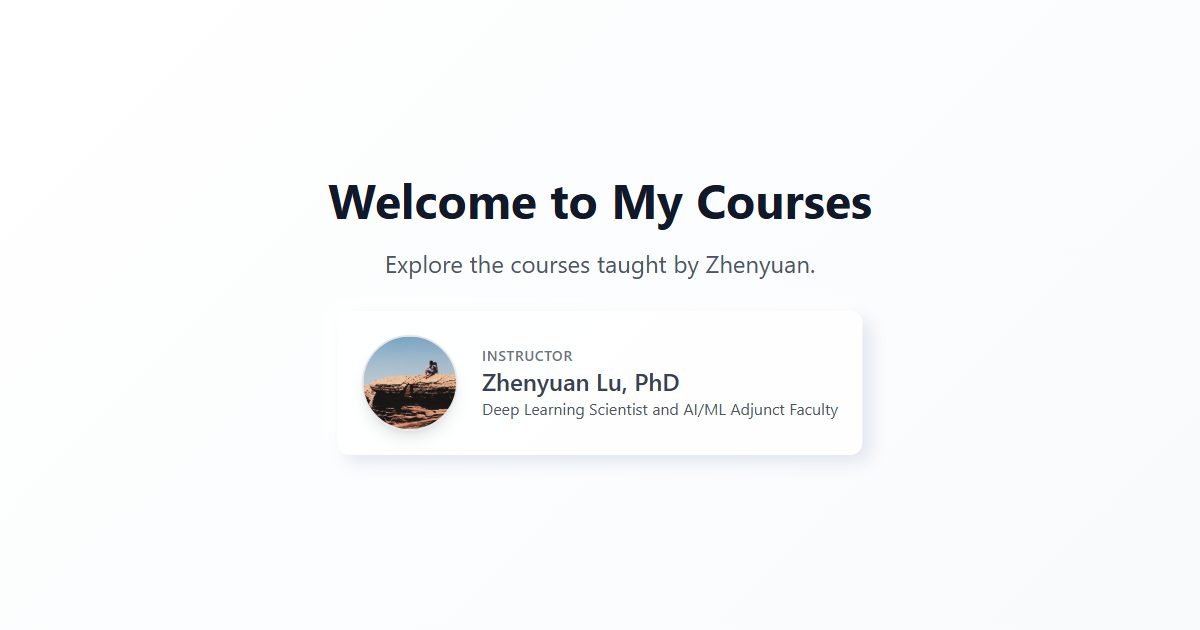 Welcome to My Courses
Explore the courses taught by Zhenyuan.
INSTRUCTOR
Zhenyuan Lu, PhD
Deep Learning Scientist and AI/ML Adjunct Faculty